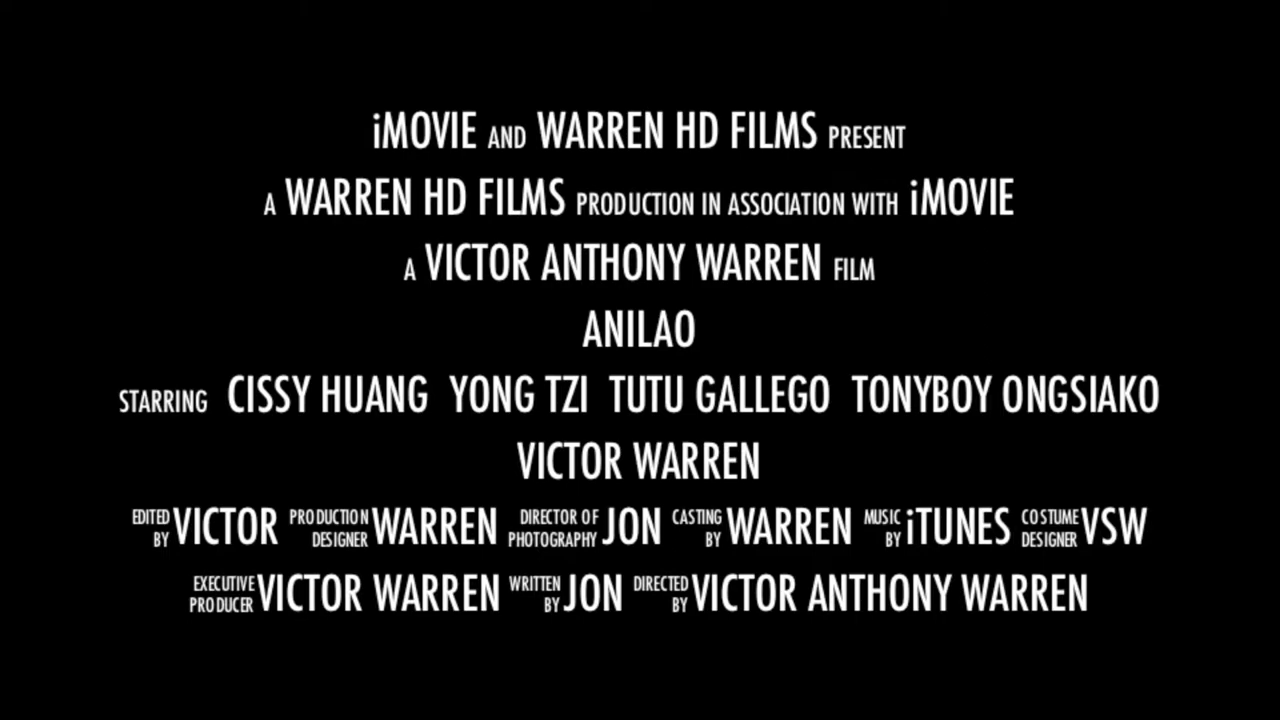 iMOVIE AND WARREN HD FILMS PRESENT
A WARREN HD FILMS PRODUCTION IN ASSOCIATION WITH iMOVIE
A VICTOR ANTHONY WARREN FILM
ANILAO
STARRING CISSY HUANG YONG TZI TUTU GALLEGO TONYBOY ONGSIAKO
VICTOR WARREN
EDITED BY VICTOR PRODUCTION DESIGNER WARREN DIRECTOR OF PHOTOGRAPHY JON CASTING BY WARREN MUSIC BY iTUNES COSTUME DESIGNER VSW
EXECUTIVE PRODUCER VICTOR WARREN WRITTEN BY JON DIRECTED BY VICTOR ANTHONY WARREN